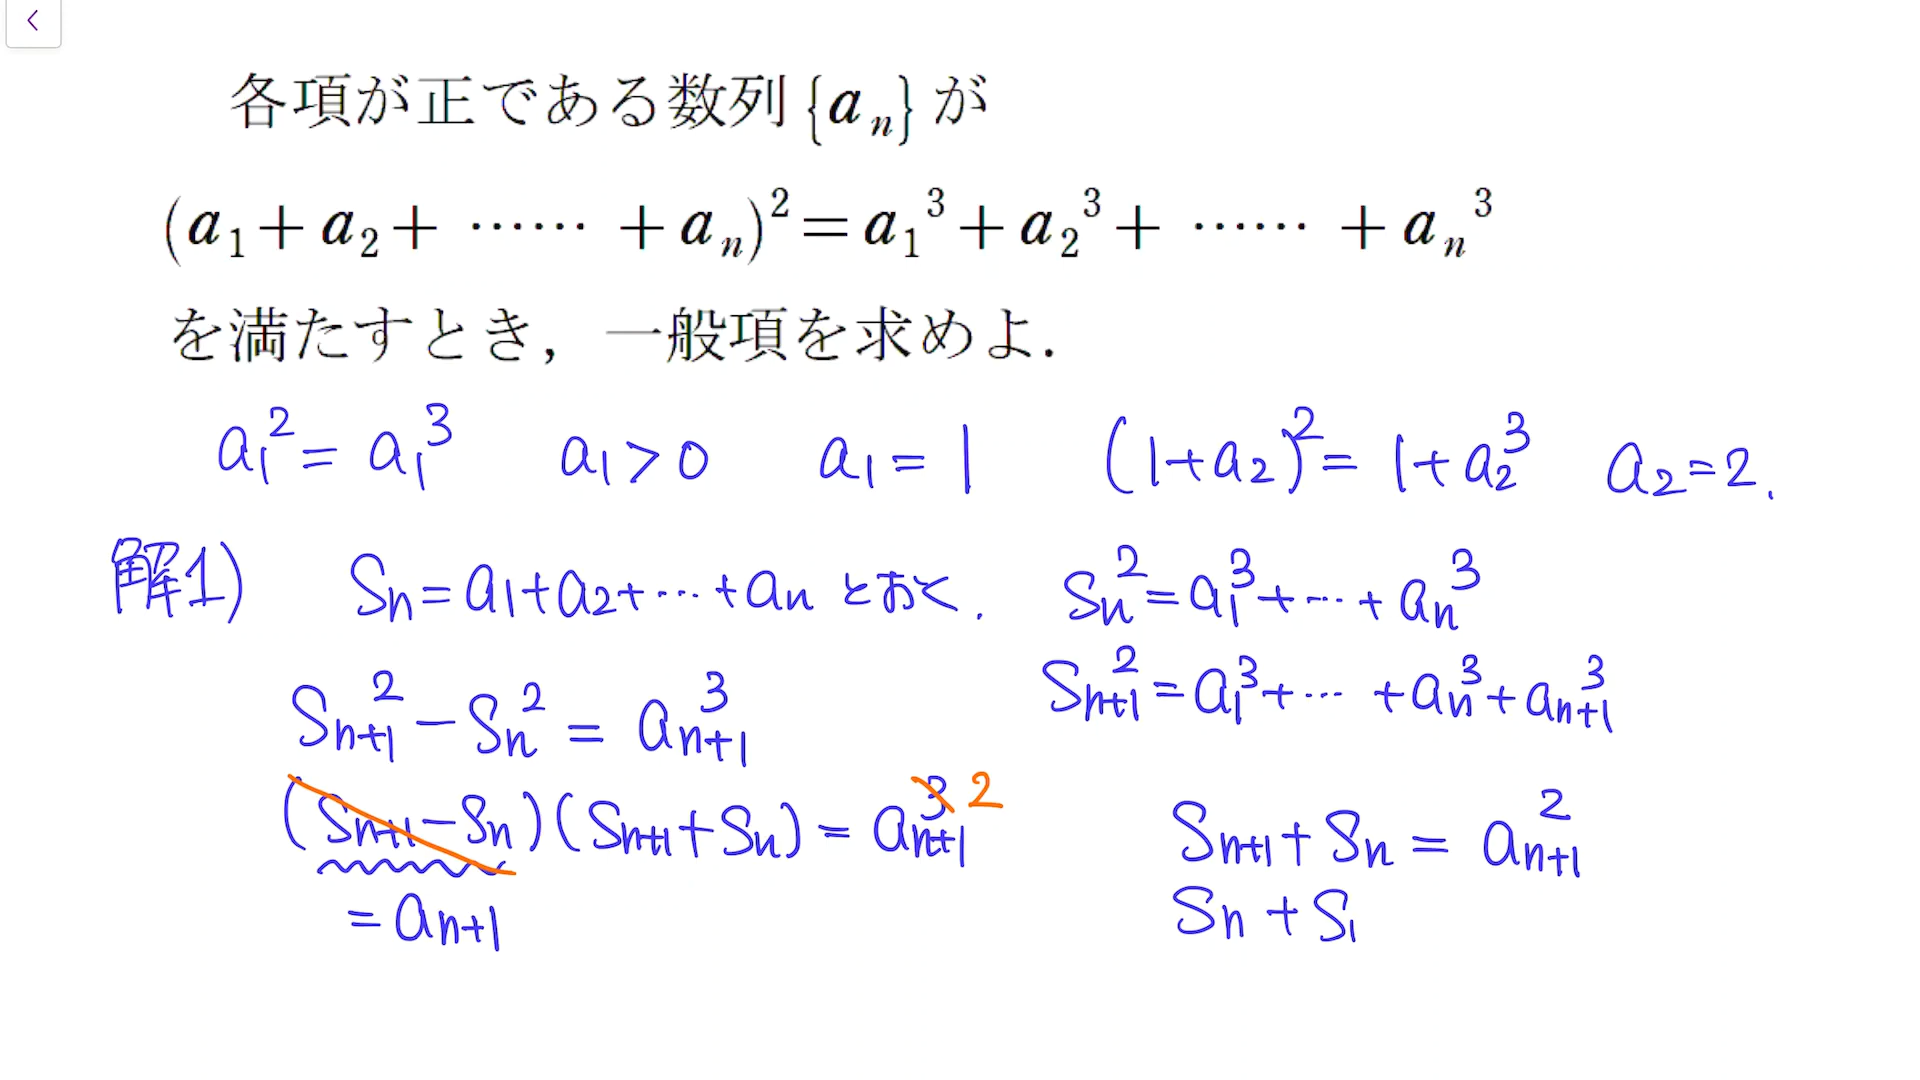 各項が正である数列{aₙ}が
(a₁+a₂+ …… +aₙ)²=a₁³+a₂³+ …… +aₙ³
を満たすとき，一般項を求めよ.
a₁²=a₁³  a₁>0  a₁=1  (1+a₂)²=1+a₂³  a₂=2.
解1)  Sₙ=a₁+a₂+…+aₙ とおく.  Sₙ²=a₁³+…+aₙ³
Sₙ₊₁²=a₁³+… +aₙ³+aₙ₊₁³
Sₙ₊₁²-Sₙ²=aₙ₊₁³
(Sₙ₊₁-Sₙ)(Sₙ₊₁+Sₙ)=aₙ₊₁³ 2  Sₙ₊₁+Sₙ=aₙ₊₁²
=aₙ₊₁  Sₙ+S₁